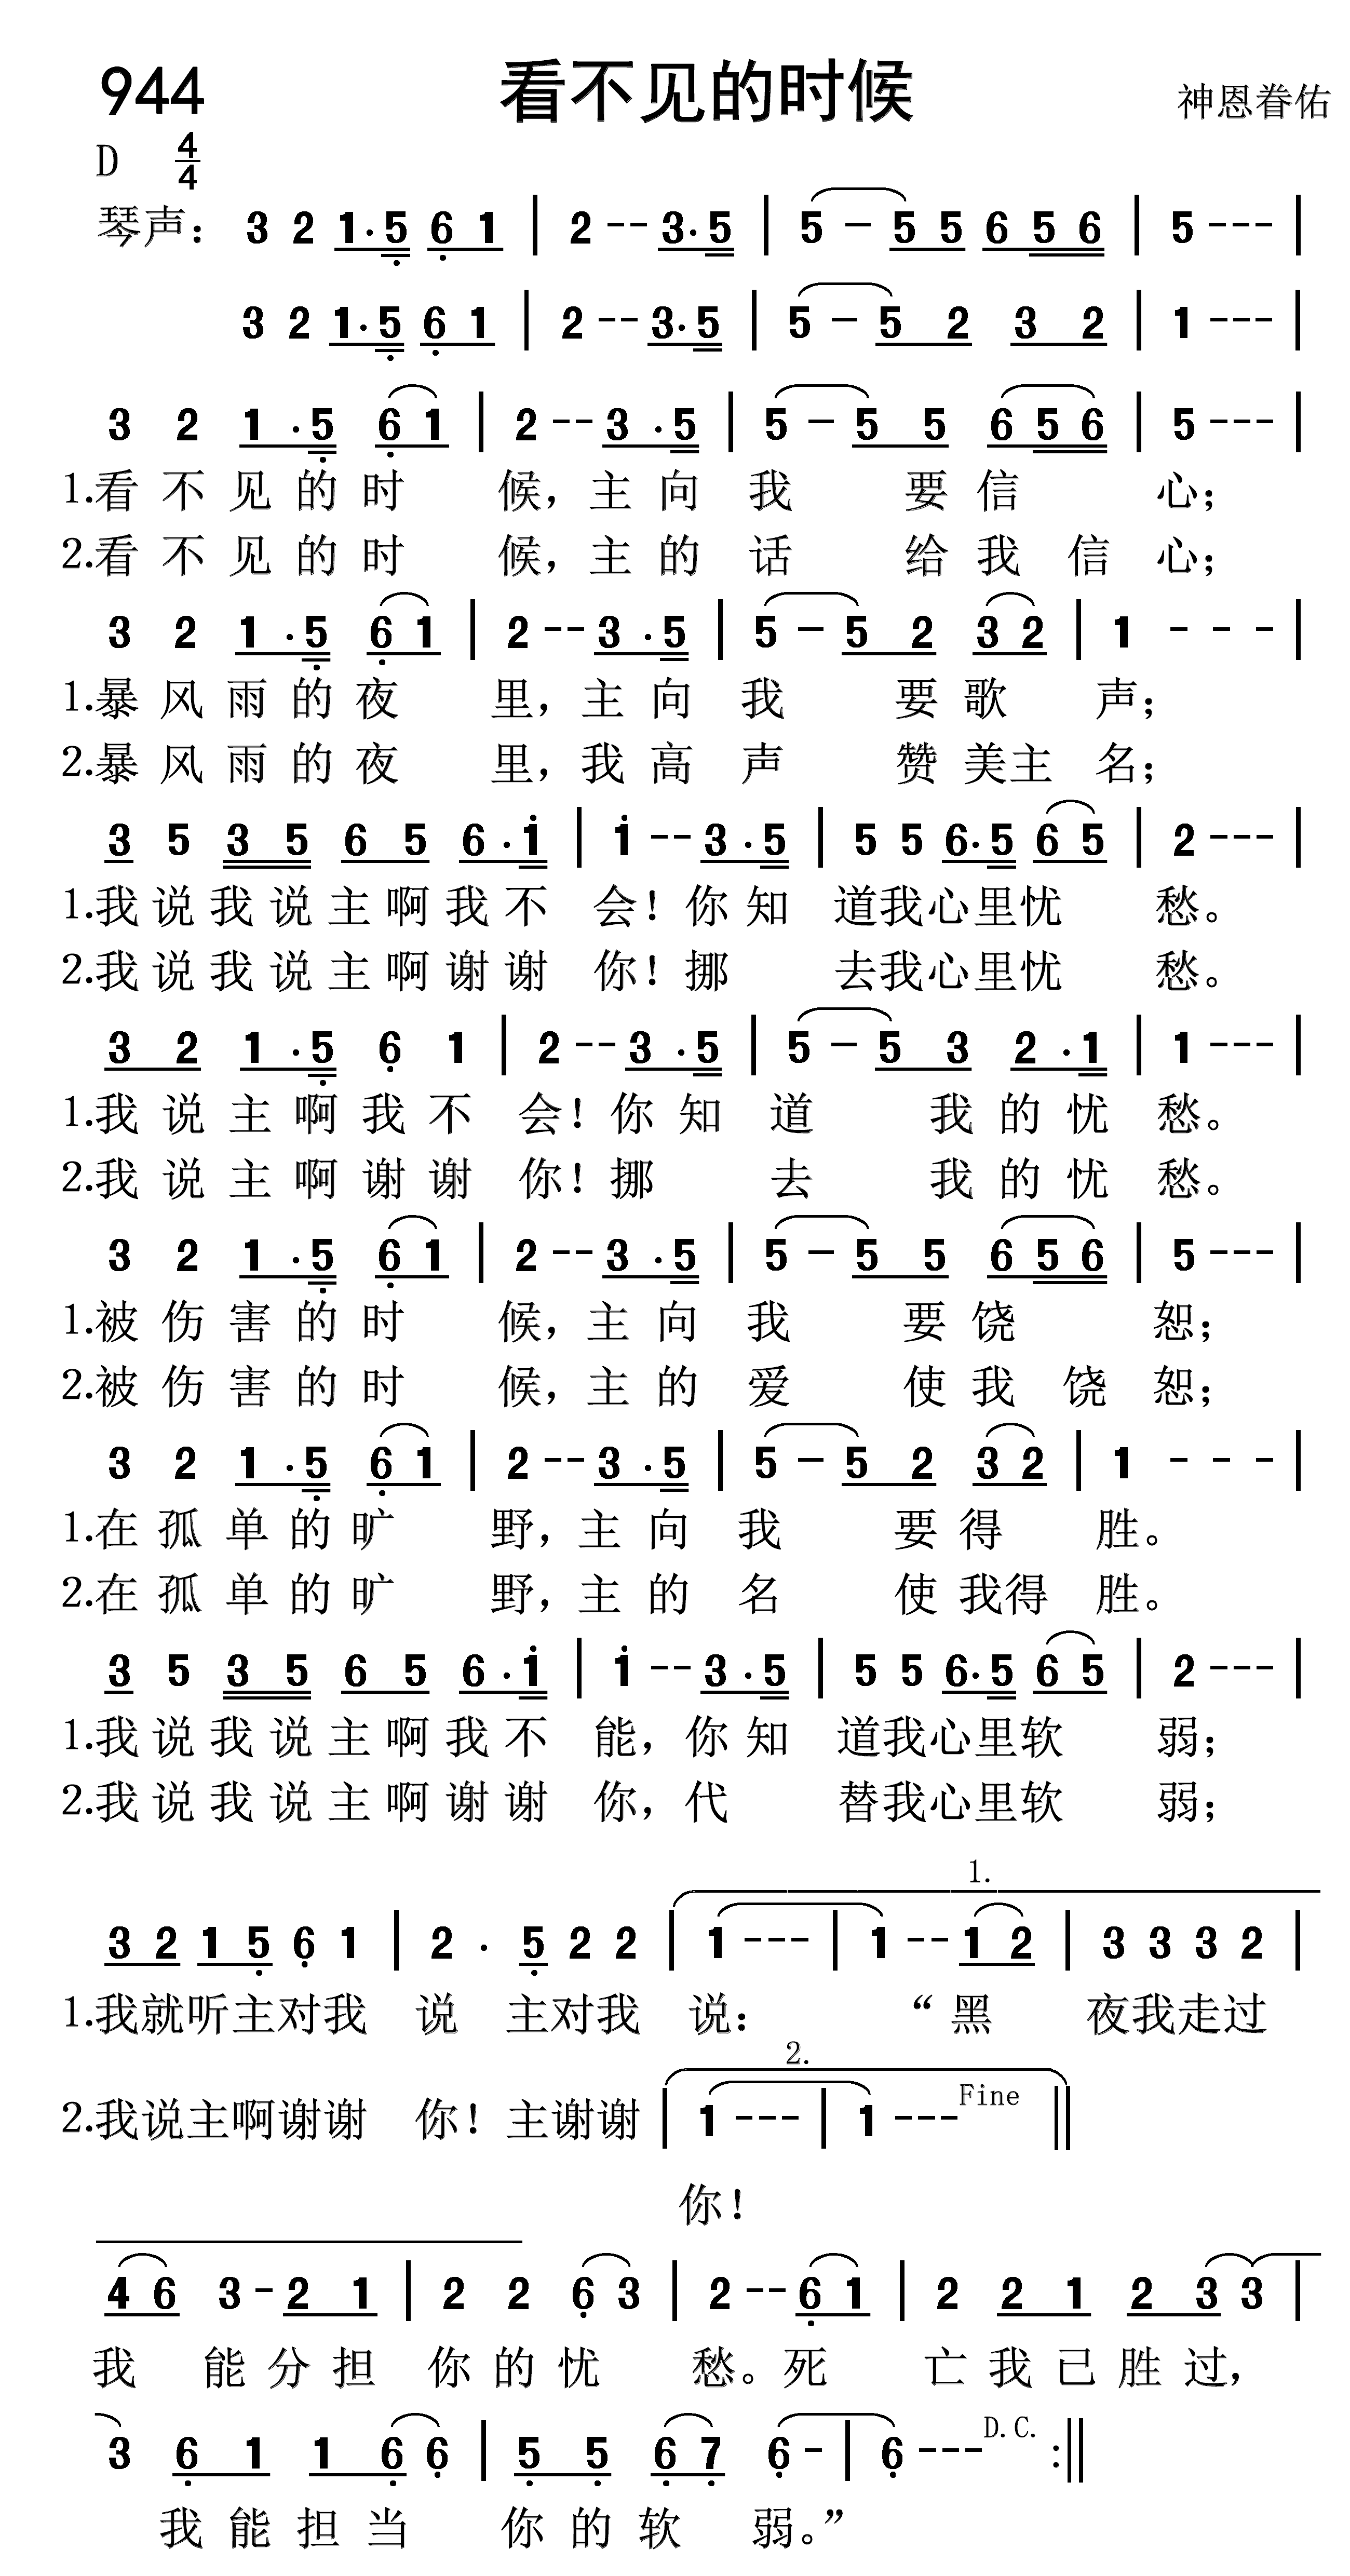 944 看不见的时候 神恩眷佑
D 4/4
琴声： 3 2 1·5 6 1 | 2 -- 3·5 | 5 － 5 5 6 5 6 | 5 --- |
3 2 1·5 6 1 | 2 -- 3·5 | 5 － 5 2 3 2 | 1 --- |
3 2 1·5 6 1 | 2 -- 3·5 | 5 － 5 5 6 5 6 | 5 --- |
1.看不见的时 候，主向 我 要信 心；
2.看不见的时 候，主的 话 给我 信 心；
3 2 1·5 6 1 | 2 -- 3·5 | 5 － 5 2 3 2 | 1 - - - |
1.暴风雨的夜 里，主向 我 要歌 声；
2.暴风雨的夜 里，我高 声 赞美主 名；
3 5 3 5 6 5 6·1 | 1 -- 3·5 | 5 5 6·5 6 5 | 2 --- |
1.我说我说主啊我不 会！你知 道我心里忧 愁。
2.我说我说主啊谢谢 你！挪 去我心里忧 愁。
3 2 1·5 6 1 | 2 -- 3·5 | 5 － 5 3 2·1 | 1 --- |
1.我说主啊我不 会！你知 道 我的忧 愁。
2.我说主啊谢谢 你！挪 去 我的忧 愁。
3 2 1·5 6 1 | 2 -- 3·5 | 5 － 5 5 6 5 6 | 5 --- |
1.被伤害的时 候，主向 我 要饶 恕；
2.被伤害的时 候，主的 爱 使我 饶 恕；
3 2 1·5 6 1 | 2 -- 3·5 | 5 － 5 2 3 2 | 1 - - - |
1.在孤单的旷 野，主向 我 要得 胜。
2.在孤单的旷 野，主的 名 使我得 胜。
3 5 3 5 6 5 6·1 | 1 -- 3·5 | 5 5 6·5 6 5 | 2 --- |
1.我说我说主啊我不 能，你知 道我心里软 弱；
2.我说我说主啊谢谢 你，代 替我心里软 弱；
1.
3 2 1 5 6 1 | 2 · 5 2 2 | 1 --- | 1 -- 1 2 | 3 3 3 2 |
1.我就听主对我 说 主对我 说： “黑 夜我走过
2.
2.我说主啊谢谢 你！主谢谢 | 1 --- | 1 --- Fine ||
你！
4 6 3 - 2 1 | 2 2 6 3 | 2 -- 6 1 | 2 2 1 2 3 3 |
我 能分担 你的忧 愁。死 亡我已胜过，
3 6 1 1 6 6 | 5 5 6 7 6 - | 6 --- D.C. :||
我能担当 你的软 弱。”